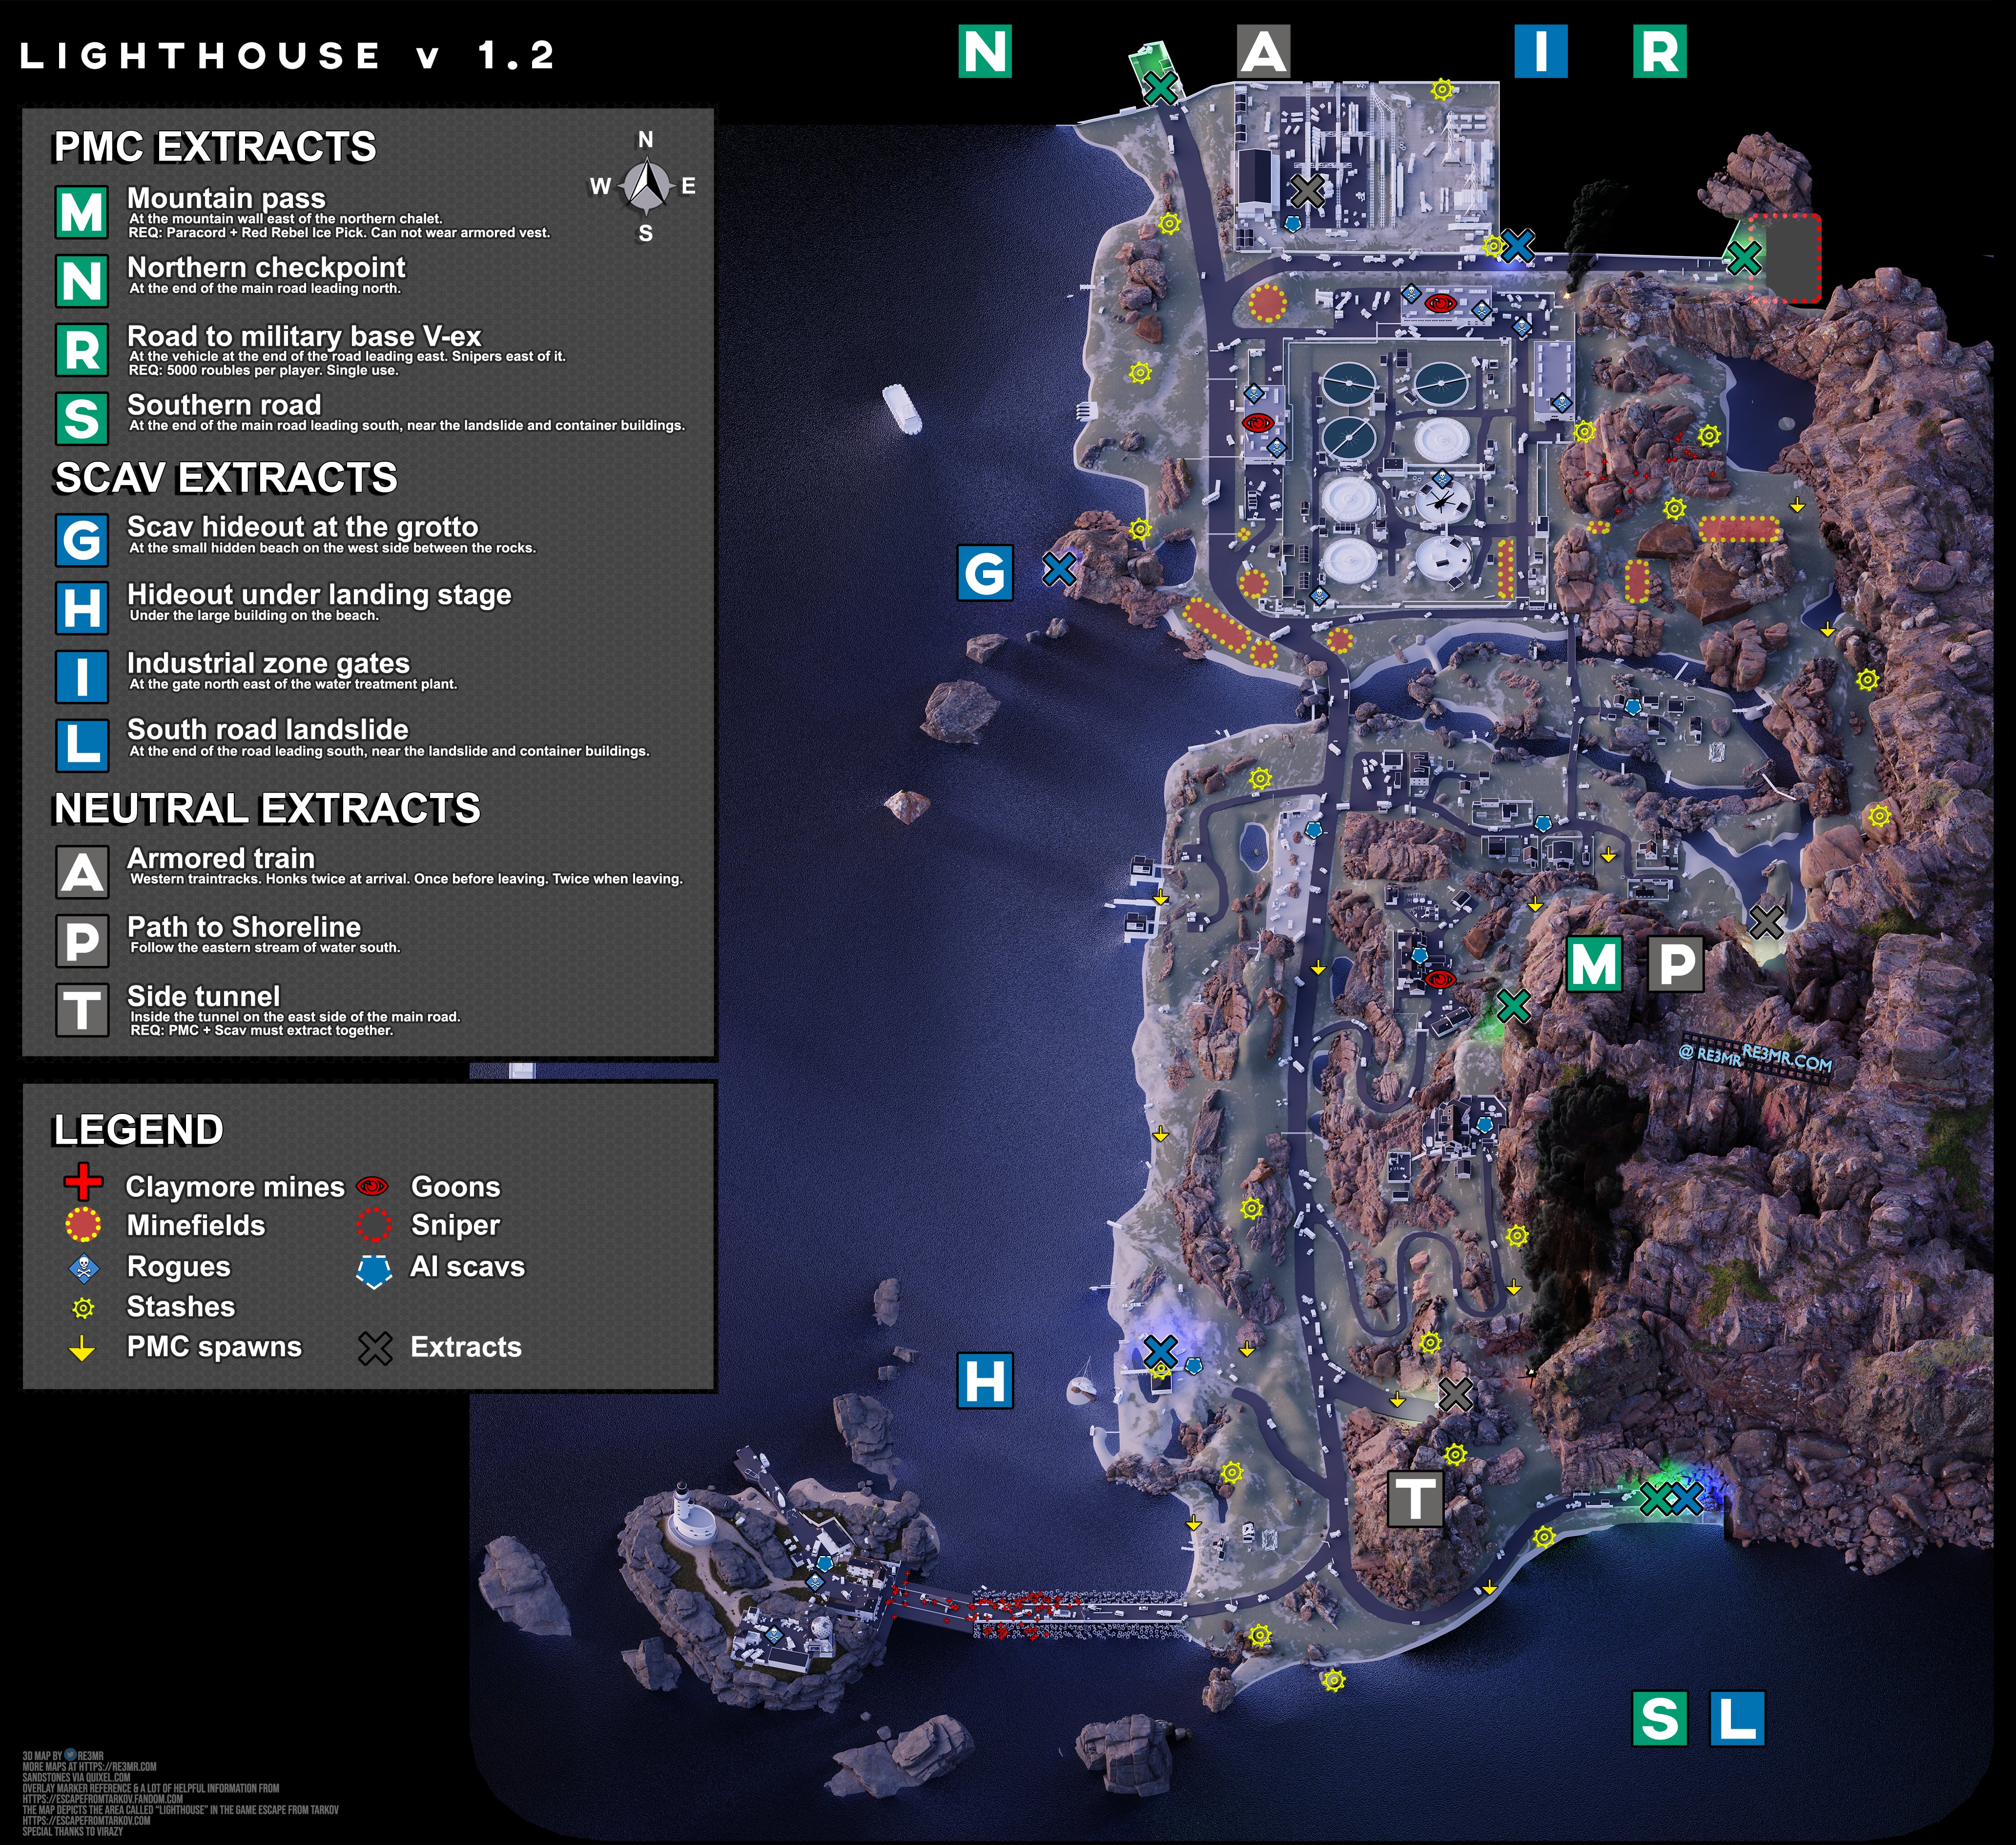 LIGHTHOUSE v 1.2
N
A
I
R
PMC EXTRACTS
N
W
E
S
M
Mountain pass
At the mountain wall east of the northern chalet.
REQ: Paracord + Red Rebel Ice Pick. Can not wear armored vest.
N
Northern checkpoint
At the end of the main road leading north.
R
Road to military base V-ex
At the vehicle at the end of the road leading east. Snipers east of it.
REQ: 5000 roubles per player. Single use.
S
Southern road
At the end of the main road leading south, near the landslide and container buildings.
SCAV EXTRACTS
G
Scav hideout at the grotto
At the small hidden beach on the west side between the rocks.
H
Hideout under landing stage
Under the large building on the beach.
I
Industrial zone gates
At the gate north east of the water treatment plant.
L
South road landslide
At the end of the road leading south, near the landslide and container buildings.
NEUTRAL EXTRACTS
A
Armored train
Western traintracks. Honks twice at arrival. Once before leaving. Twice when leaving.
P
Path to Shoreline
Follow the eastern stream of water south.
T
Side tunnel
Inside the tunnel on the east side of the main road.
REQ: PMC + Scav must extract together.
LEGEND
Claymore mines
Goons
Minefields
Sniper
Rogues
AI scavs
Stashes
PMC spawns
Extracts
G
M
P
@ RE3MR
RE3MR.COM
H
T
S
L
3D MAP BY RE3MR
MORE MAPS AT HTTPS://RE3MR.COM
SANDSTONES VIA QUIXEL.COM
OVERLAY MARKER REFERENCE & A LOT OF HELPFUL INFORMATION FROM
HTTPS://ESCAPEFROMTARKOV.FANDOM.COM
THE MAP DEPICTS THE AREA CALLED "LIGHTHOUSE" IN THE GAME ESCAPE FROM TARKOV
HTTPS://ESCAPEFROMTARKOV.COM
SPECIAL THANKS TO VIRAZY